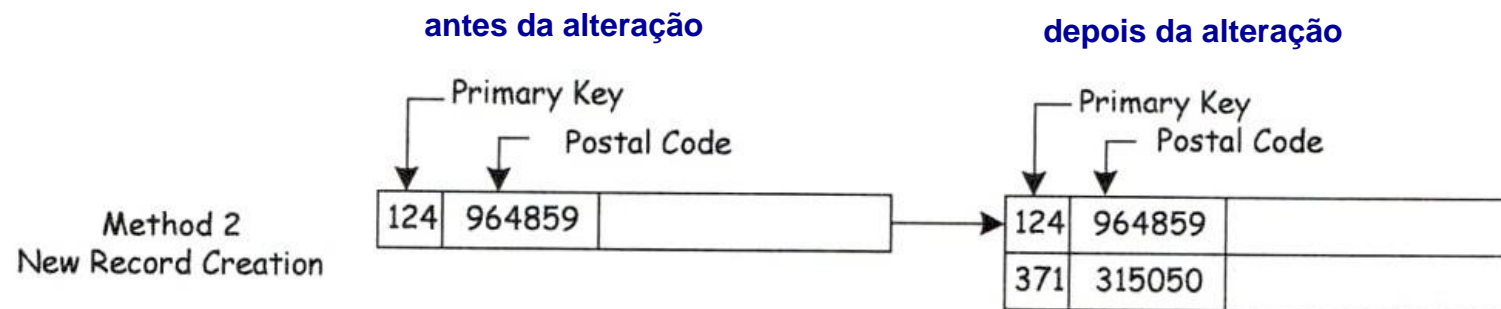 antes da alteração
depois da alteração
Primary Key
Postal Code
Primary Key
Postal Code
Method 2
New Record Creation
124 964859
124 964859
371 315050